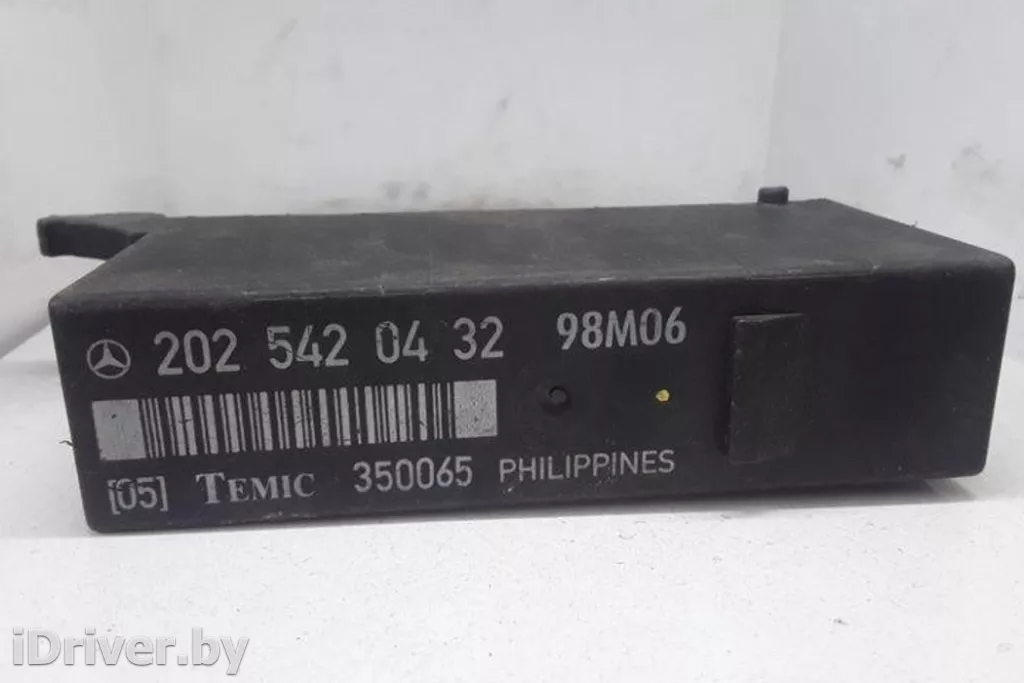 202 542 04 32 98M06
[05] TEMIC 350065 PHILIPPINES
iDriver.by